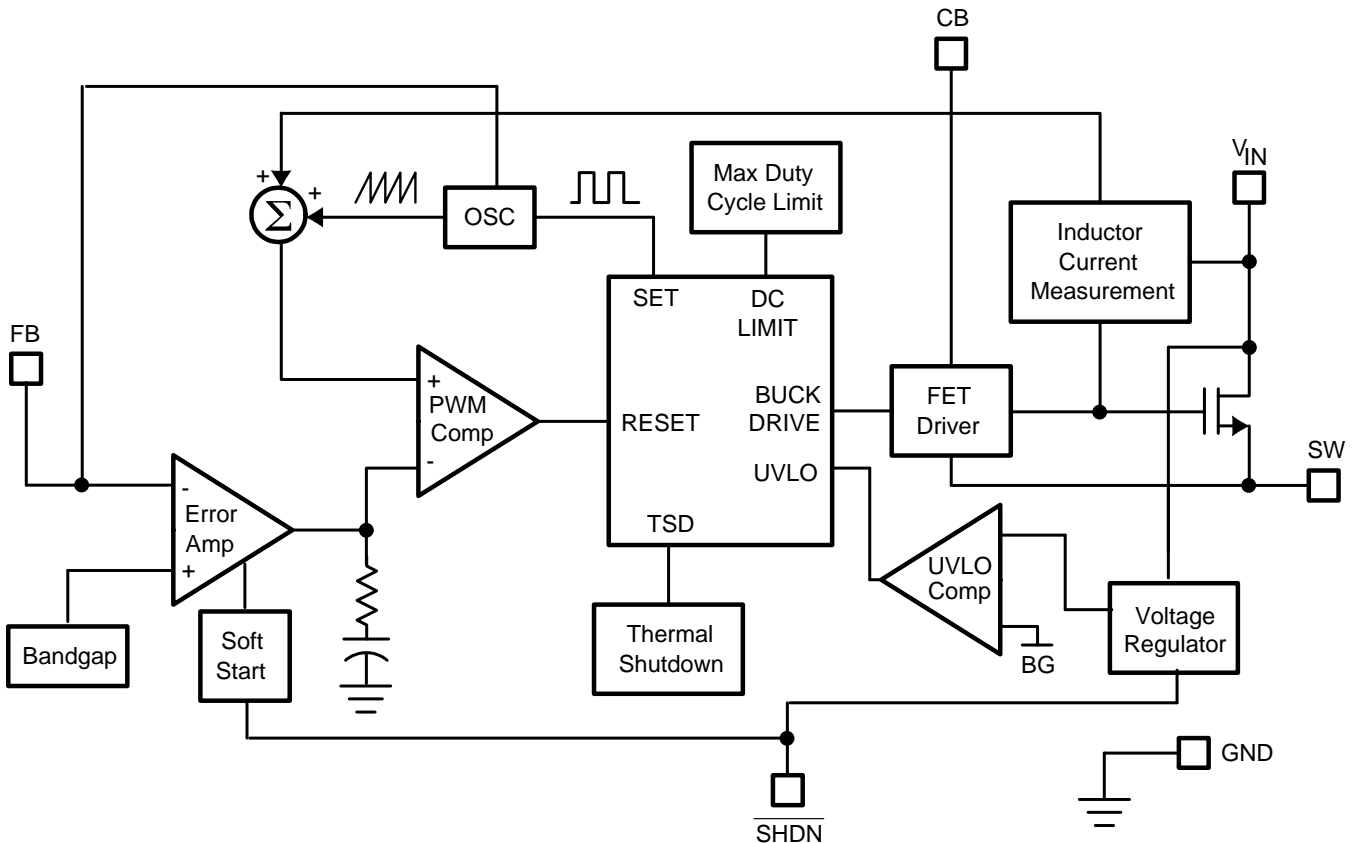 CB
V_IN
+
+
Σ
OSC
Max Duty
Cycle Limit
Inductor
Current
Measurement
SET
DC
LIMIT
FB
+
PWM
Comp
-
RESET
BUCK
DRIVE
FET
Driver
UVLO
SW
-
Error
Amp
+
TSD
UVLO
Comp
BG
Bandgap
Soft
Start
Thermal
Shutdown
Voltage
Regulator
GND
SHDN